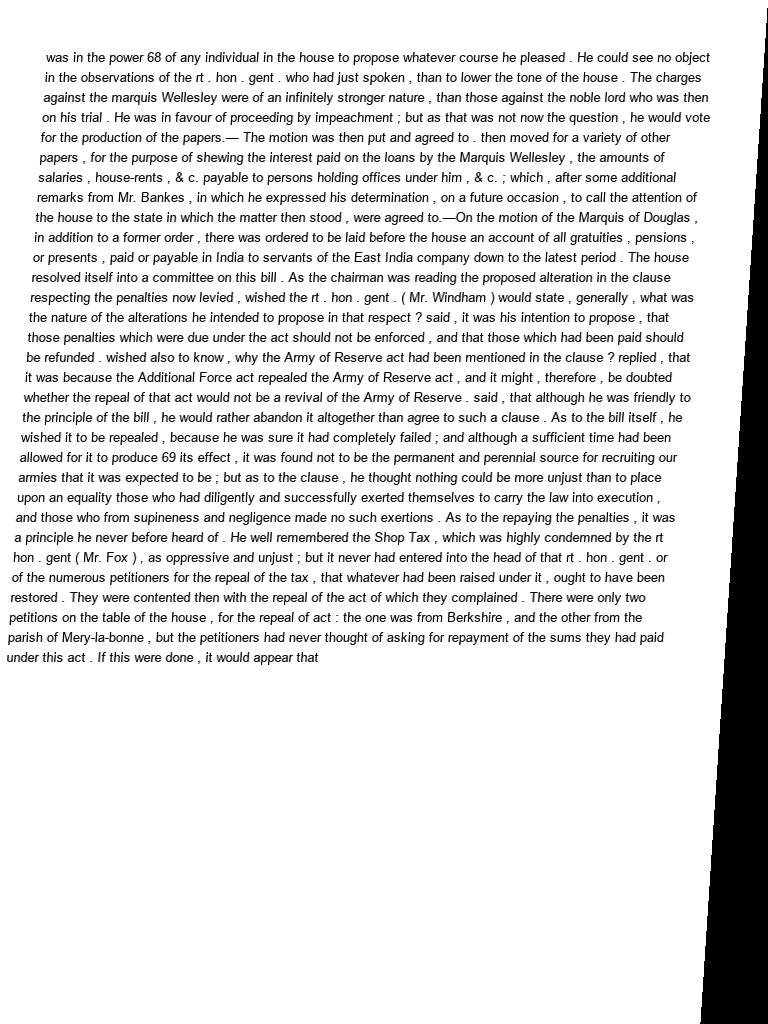 was in the power 68 of any individual in the house to propose whatever course he pleased . He could see no object
in the observations of the rt . hon . gent . who had just spoken , than to lower the tone of the house . The charges
against the marquis Wellesley were of an infinitely stronger nature , than those against the noble lord who was then
on his trial . He was in favour of proceeding by impeachment ; but as that was not now the question , he would vote
for the production of the papers.— The motion was then put and agreed to . then moved for a variety of other
papers , for the purpose of shewing the interest paid on the loans by the Marquis Wellesley , the amounts of
salaries , house-rents , & c. payable to persons holding offices under him , & c. ; which , after some additional
remarks from Mr. Bankes , in which he expressed his determination , on a future occasion , to call the attention of
the house to the state in which the matter then stood , were agreed to.—On the motion of the Marquis of Douglas ,
in addition to a former order , there was ordered to be laid before the house an account of all gratuities , pensions ,
or presents , paid or payable in India to servants of the East India company down to the latest period . The house
resolved itself into a committee on this bill . As the chairman was reading the proposed alteration in the clause
respecting the penalties now levied , wished the rt . hon . gent . ( Mr. Windham ) would state , generally , what was
the nature of the alterations he intended to propose in that respect ? said , it was his intention to propose , that
those penalties which were due under the act should not be enforced , and that those which had been paid should
be refunded . wished also to know , why the Army of Reserve act had been mentioned in the clause ? replied , that
it was because the Additional Force act repealed the Army of Reserve act , and it might , therefore , be doubted
whether the repeal of that act would not be a revival of the Army of Reserve . said , that although he was friendly to
the principle of the bill , he would rather abandon it altogether than agree to such a clause . As to the bill itself , he
wished it to be repealed , because he was sure it had completely failed ; and although a sufficient time had been
allowed for it to produce 69 its effect , it was found not to be the permanent and perennial source for recruiting our
armies that it was expected to be ; but as to the clause , he thought nothing could be more unjust than to place
upon an equality those who had diligently and successfully exerted themselves to carry the law into execution ,
and those who from supineness and negligence made no such exertions . As to the repaying the penalties , it was
a principle he never before heard of . He well remembered the Shop Tax , which was highly condemned by the rt
hon . gent ( Mr. Fox ) , as oppressive and unjust ; but it never had entered into the head of that rt . hon . gent . or
of the numerous petitioners for the repeal of the tax , that whatever had been raised under it , ought to have been
restored . They were contented then with the repeal of the act of which they complained . There were only two
petitions on the table of the house , for the repeal of act : the one was from Berkshire , and the other from the
parish of Mery-la-bonne , but the petitioners had never thought of asking for repayment of the sums they had paid
under this act . If this were done , it would appear that